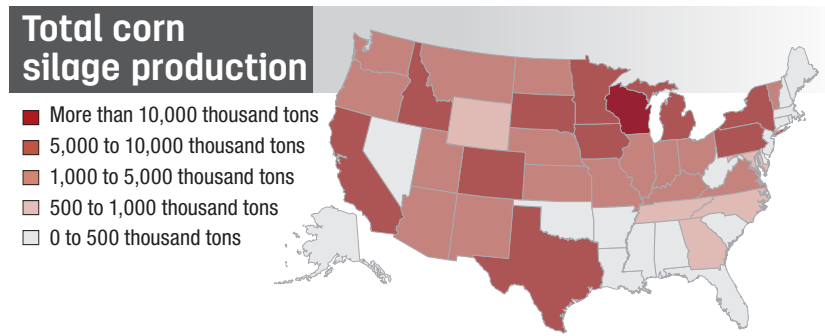 Total corn
silage production
More than 10,000 thousand tons
5,000 to 10,000 thousand tons
1,000 to 5,000 thousand tons
500 to 1,000 thousand tons
0 to 500 thousand tons